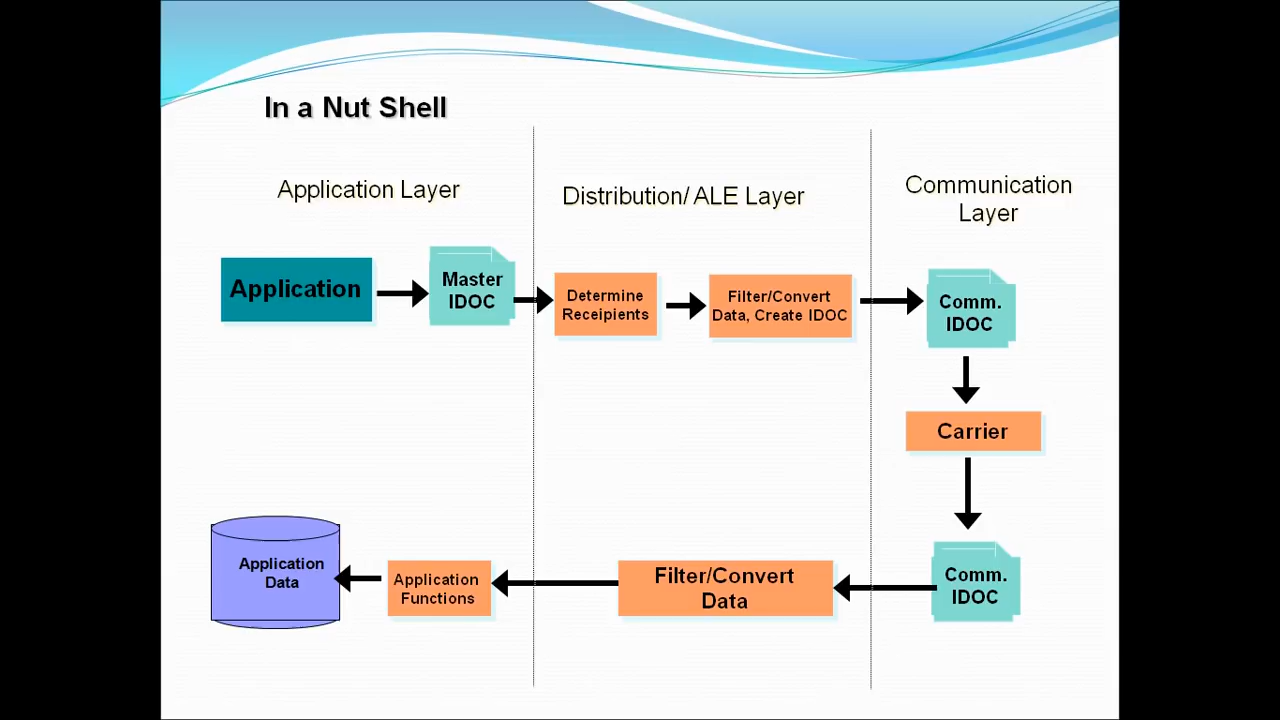 In a Nut Shell
Application Layer
Distribution/ ALE Layer
Communication
Layer
Application
Master
IDOC
Determine
Receipients
Filter/Convert
Data, Create IDOC
Comm.
IDOC
Carrier
Application
Data
Application
Functions
Filter/Convert
Data
Comm.
IDOC